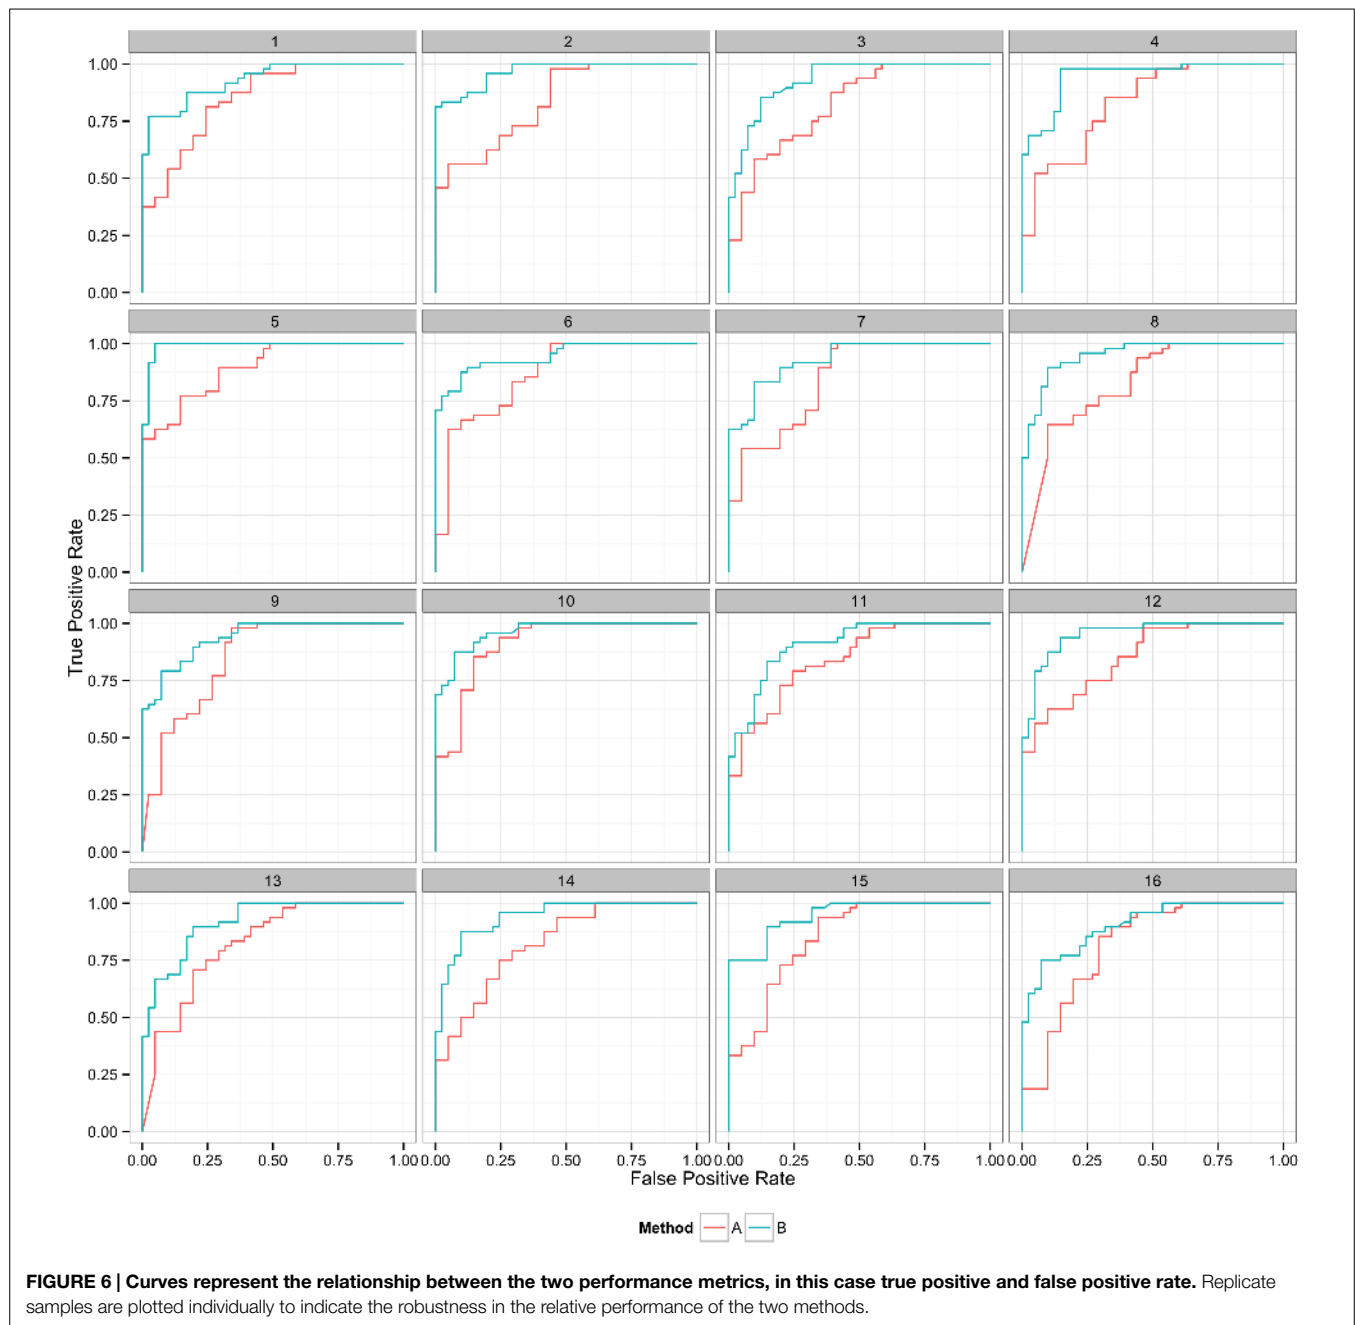 1 2 3 4
1.00
0.75
0.50
0.25
0.00
5 6 7 8
1.00
0.75
0.50
0.25
0.00
9 10 11 12
1.00
0.75
0.50
0.25
0.00
13 14 15 16
1.00
0.75
0.50
0.25
0.00
True Positive Rate
0.00 0.25 0.50 0.75 1.00 0.00 0.25 0.50 0.75 1.00 0.00 0.25 0.50 0.75 1.00 0.00 0.25 0.50 0.75 1.00
False Positive Rate
Method A B
FIGURE 6 | Curves represent the relationship between the two performance metrics, in this case true positive and false positive rate. Replicate
samples are plotted individually to indicate the robustness in the relative performance of the two methods.